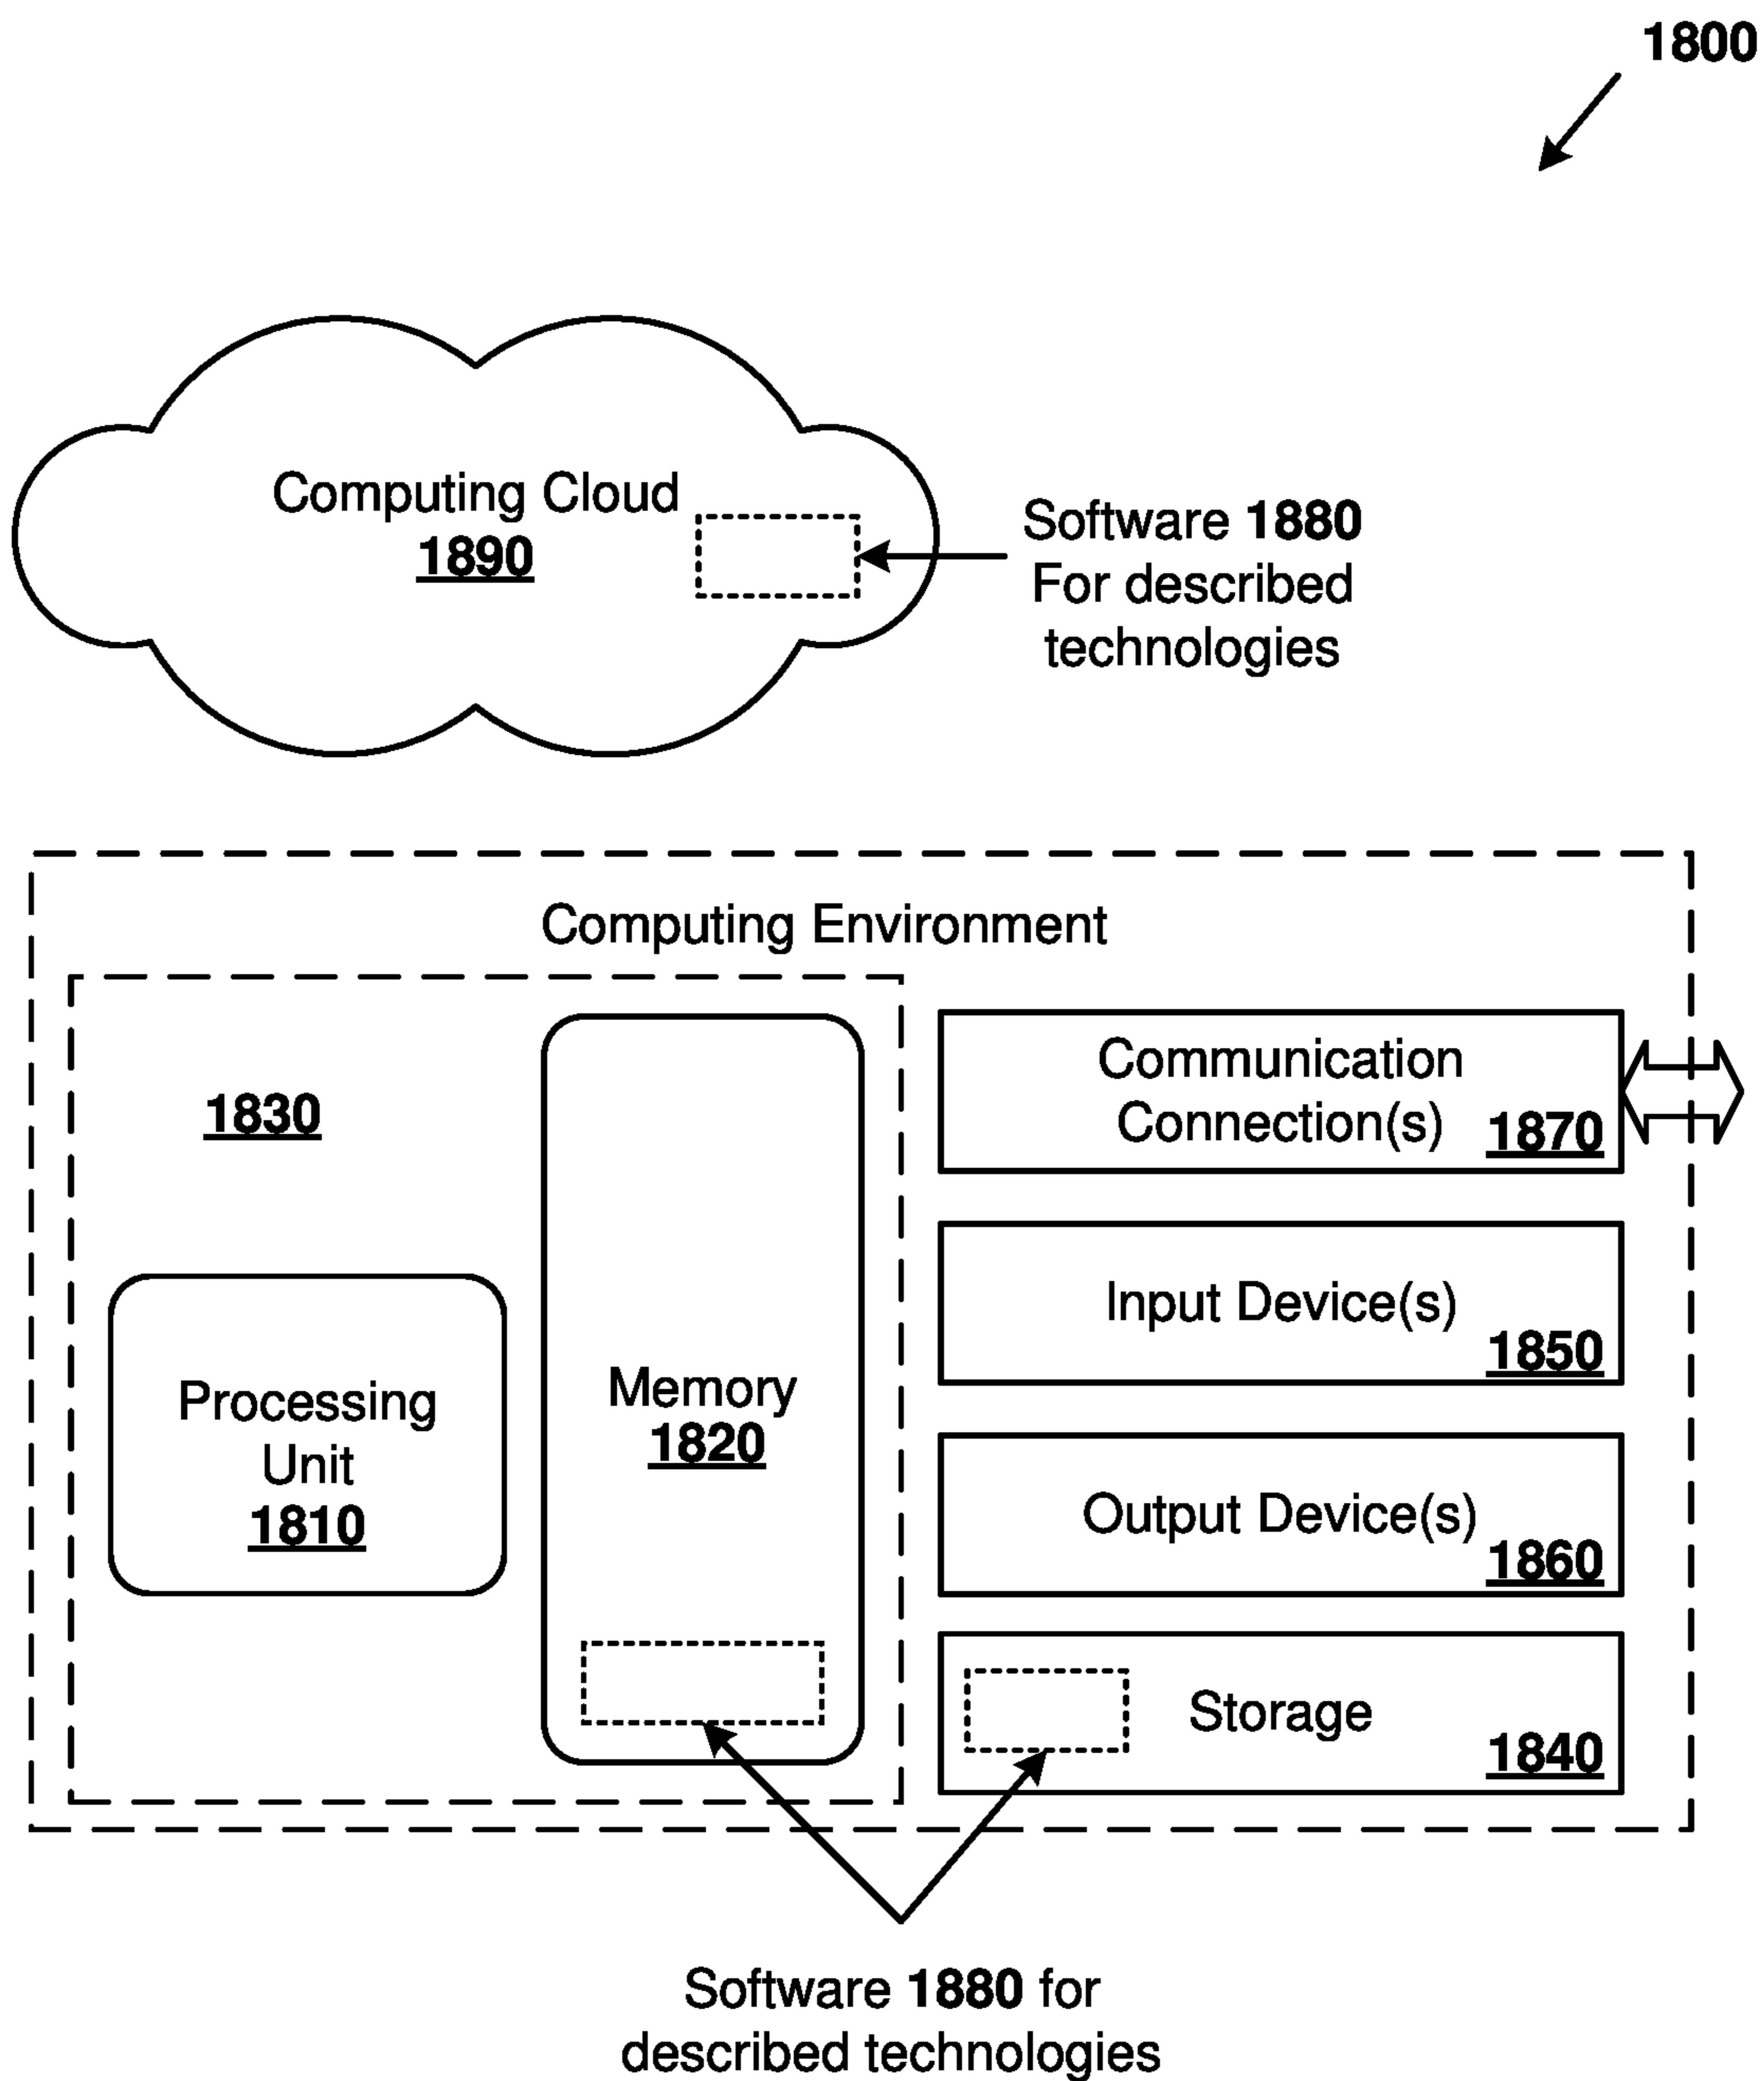 1800
Computing Cloud
1890
Software 1880
For described
technologies
Computing Environment
1830
Processing
Unit
1810
Memory
1820
Communication
Connection(s)
1870
Input Device(s)
1850
Output Device(s)
1860
Storage
1840
Software 1880 for
described technologies